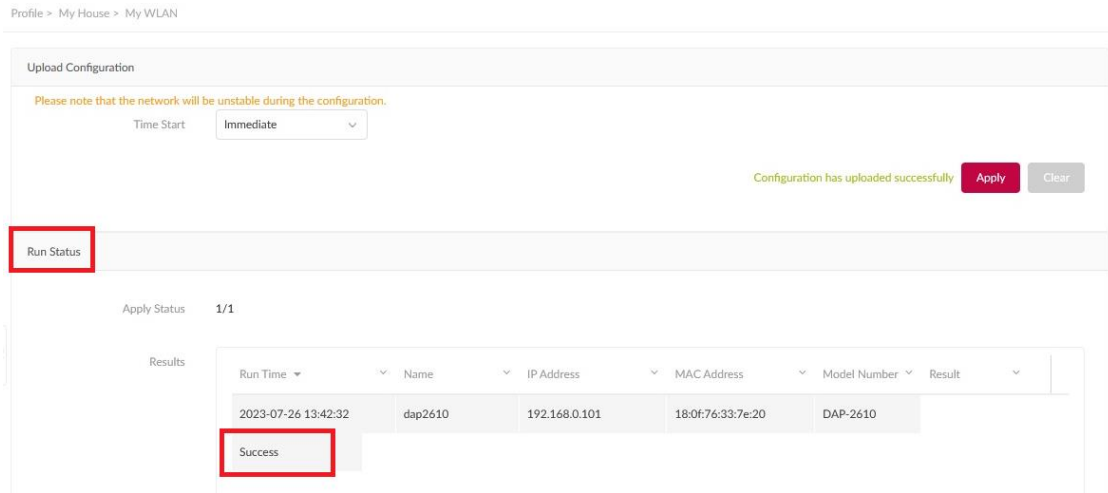 Profile > My House > My WLAN
Upload Configuration
Please note that the network will be unstable during the configuration.
Time Start Immediate
Configuration has uploaded successfully Apply Clear
Run Status
Apply Status 1/1
Results
Run Time Name IP Address MAC Address Model Number Result
2023-07-26 13:42:32 dap2610 192.168.0.101 18:0f:76:33:7e:20 DAP-2610
Success